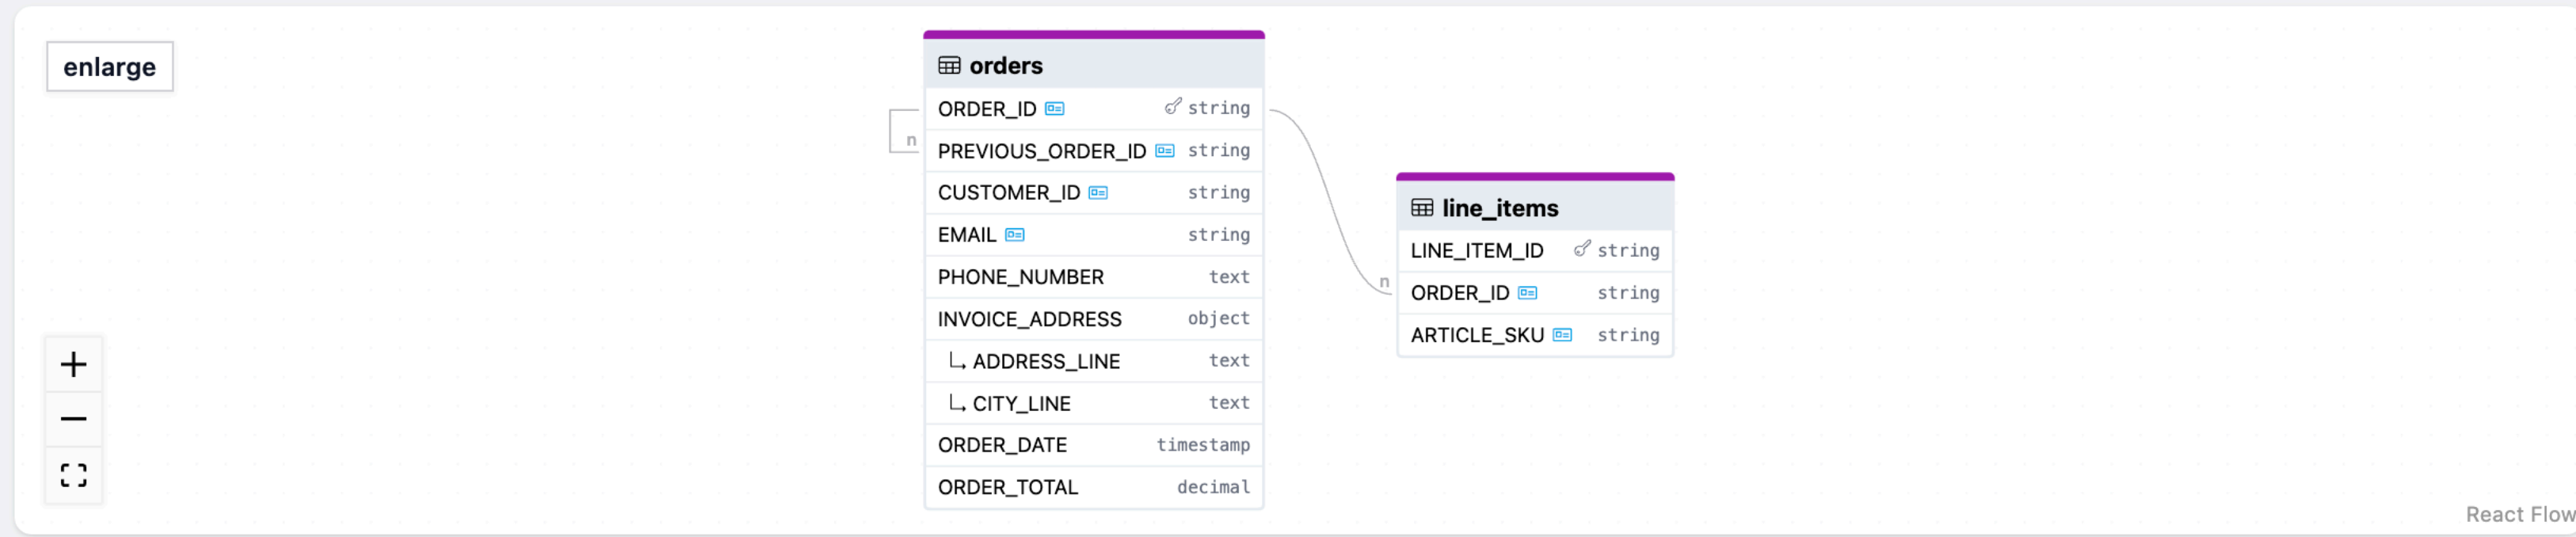 enlarge
orders
ORDER_ID string
n
PREVIOUS_ORDER_ID string
CUSTOMER_ID string
EMAIL string
PHONE_NUMBER text
INVOICE_ADDRESS object
ADDRESS_LINE text
CITY_LINE text
ORDER_DATE timestamp
ORDER_TOTAL decimal
line_items
LINE_ITEM_ID string
n
ORDER_ID string
ARTICLE_SKU string
React Flow